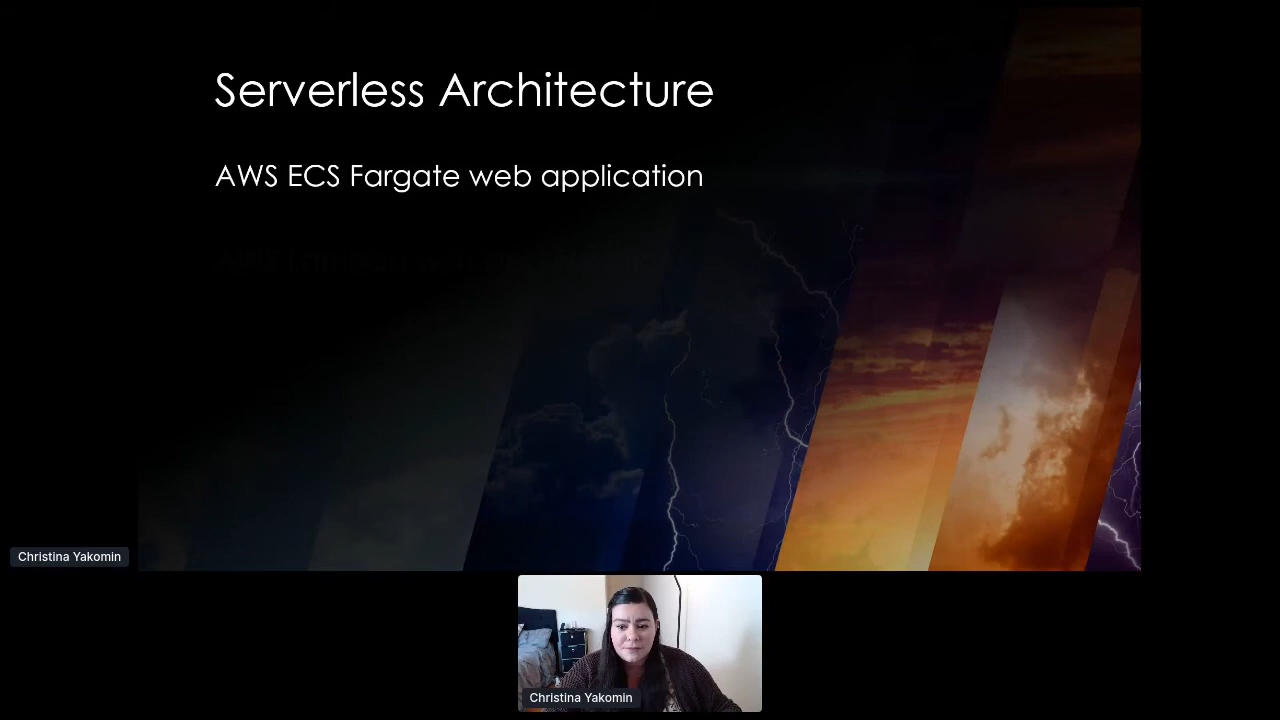 Serverless Architecture
AWS ECS Fargate web application
Christina Yakomin
Christina Yakomin